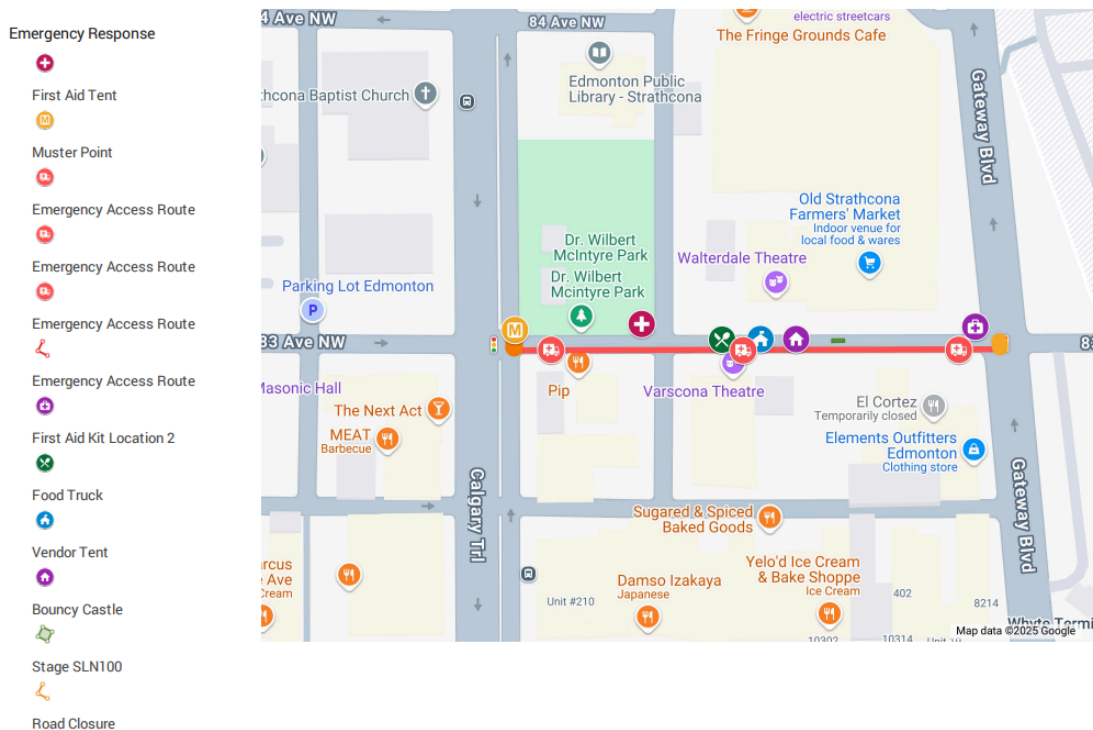 Emergency Response
First Aid Tent
M
Muster Point
Emergency Access Route
Emergency Access Route
Emergency Access Route
Emergency Access Route
First Aid Kit Location 2
Food Truck
Vendor Tent
Bouncy Castle
Stage SLN100
Road Closure
4 Ave NW
84 Ave NW
electric streetcars
The Fringe Grounds Cafe
Edmonton Public
Library - Strathcona
thcona Baptist Church
Gateway Blvd
Old Strathcona
Farmers' Market
Indoor venue for
local food & wares
Dr. Wilbert
McIntyre Park
Walterdale Theatre
Dr. Wilbert
Mcintyre Park
Parking Lot Edmonton
P
M
83 Ave NW
83
Pip
Varscona Theatre
Masonic Hall
The Next Act
El Cortez
Temporarily closed
MEAT
Barbecue
Elements Outfitters
Edmonton
Clothing store
Calgary Trl
Gateway Blvd
Sugared & Spiced
Baked Goods
arcus
e Ave
Cream
Damso Izakaya
Japanese
Yelo'd Ice Cream
& Bake Shoppe
Ice Cream
Unit #210
402
8214
Whyte Termi
Map data ©2025 Google
10302
10314